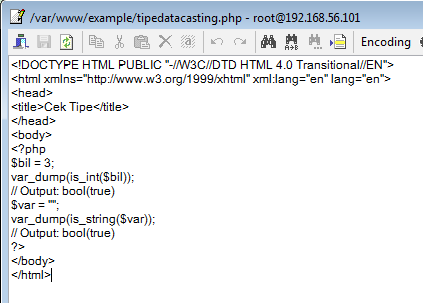 /var/www/example/tipedatacasting.php - root@192.168.56.101
Encoding
<!DOCTYPE HTML PUBLIC "-//W3C//DTD HTML 4.0 Transitional//EN">
<html xmlns="http://www.w3.org/1999/xhtml" xml:lang="en" lang="en">
<head>
<title>Cek Tipe</title>
</head>
<body>
<?php
$bil = 3;
var_dump(is_int($bil));
// Output: bool(true)
$var = "";
var_dump(is_string($var));
// Output: bool(true)
?>
</body>
</html>